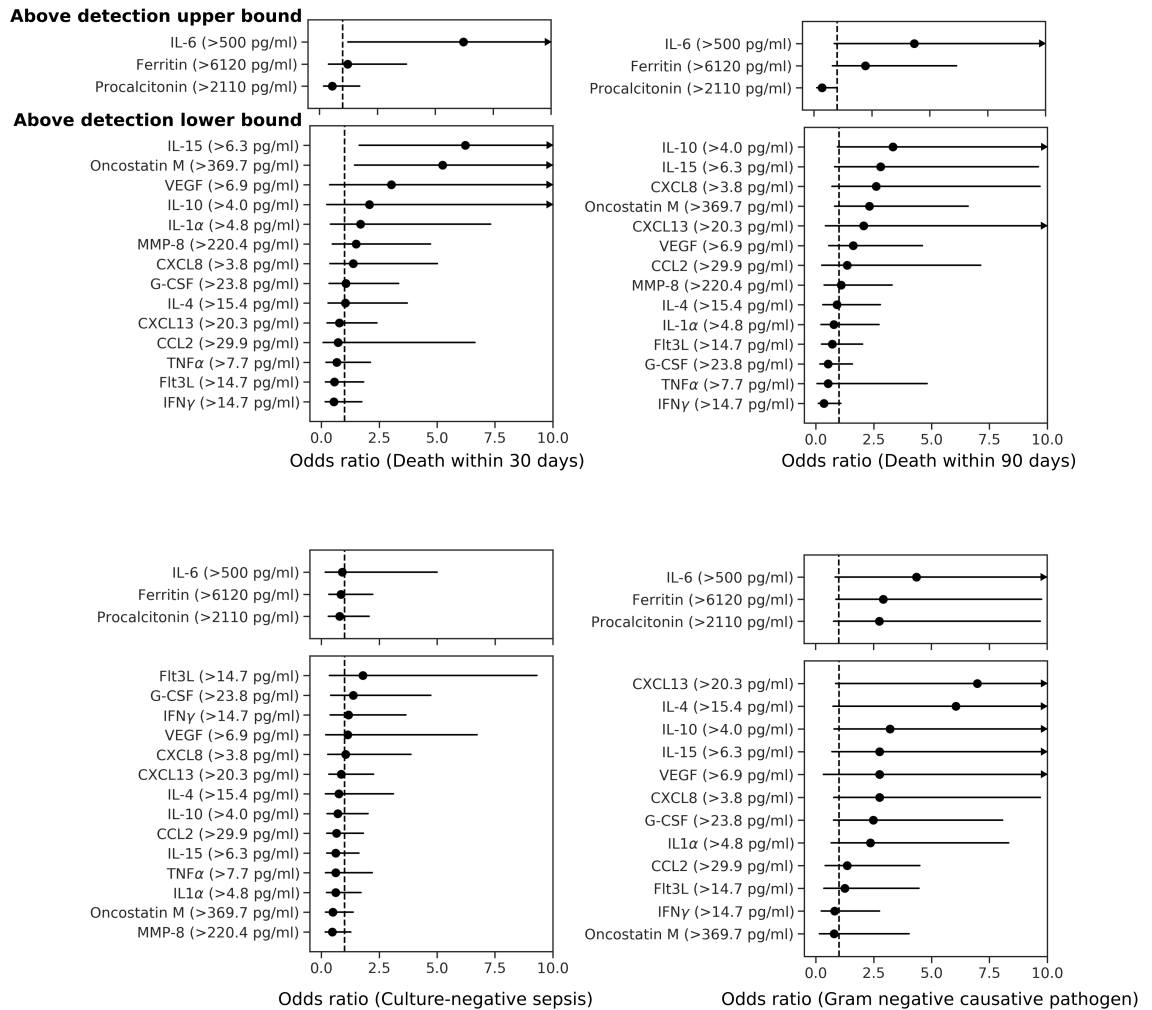 Above detection upper bound
IL-6 (>500 pg/ml)
Ferritin (>6120 pg/ml)
Procalcitonin (>2110 pg/ml)
Above detection lower bound
IL-15 (>6.3 pg/ml)
Oncostatin M (>369.7 pg/ml)
VEGF (>6.9 pg/ml)
IL-10 (>4.0 pg/ml)
IL-1α (>4.8 pg/ml)
MMP-8 (>220.4 pg/ml)
CXCL8 (>3.8 pg/ml)
G-CSF (>23.8 pg/ml)
IL-4 (>15.4 pg/ml)
CXCL13 (>20.3 pg/ml)
CCL2 (>29.9 pg/ml)
TNFα (>7.7 pg/ml)
Flt3L (>14.7 pg/ml)
IFNγ (>14.7 pg/ml)
0.0 2.5 5.0 7.5 10.0
Odds ratio (Death within 30 days)
IL-6 (>500 pg/ml)
Ferritin (>6120 pg/ml)
Procalcitonin (>2110 pg/ml)
IL-10 (>4.0 pg/ml)
IL-15 (>6.3 pg/ml)
CXCL8 (>3.8 pg/ml)
Oncostatin M (>369.7 pg/ml)
CXCL13 (>20.3 pg/ml)
VEGF (>6.9 pg/ml)
CCL2 (>29.9 pg/ml)
MMP-8 (>220.4 pg/ml)
IL-4 (>15.4 pg/ml)
IL-1α (>4.8 pg/ml)
Flt3L (>14.7 pg/ml)
G-CSF (>23.8 pg/ml)
TNFα (>7.7 pg/ml)
IFNγ (>14.7 pg/ml)
0.0 2.5 5.0 7.5 10.0
Odds ratio (Death within 90 days)
IL-6 (>500 pg/ml)
Ferritin (>6120 pg/ml)
Procalcitonin (>2110 pg/ml)
Flt3L (>14.7 pg/ml)
G-CSF (>23.8 pg/ml)
IFNγ (>14.7 pg/ml)
VEGF (>6.9 pg/ml)
CXCL8 (>3.8 pg/ml)
CXCL13 (>20.3 pg/ml)
IL-4 (>15.4 pg/ml)
IL-10 (>4.0 pg/ml)
CCL2 (>29.9 pg/ml)
IL-15 (>6.3 pg/ml)
TNFα (>7.7 pg/ml)
IL1α (>4.8 pg/ml)
Oncostatin M (>369.7 pg/ml)
MMP-8 (>220.4 pg/ml)
0.0 2.5 5.0 7.5 10.0
Odds ratio (Culture-negative sepsis)
IL-6 (>500 pg/ml)
Ferritin (>6120 pg/ml)
Procalcitonin (>2110 pg/ml)
CXCL13 (>20.3 pg/ml)
IL-4 (>15.4 pg/ml)
IL-10 (>4.0 pg/ml)
IL-15 (>6.3 pg/ml)
VEGF (>6.9 pg/ml)
CXCL8 (>3.8 pg/ml)
G-CSF (>23.8 pg/ml)
IL1α (>4.8 pg/ml)
CCL2 (>29.9 pg/ml)
Flt3L (>14.7 pg/ml)
IFNγ (>14.7 pg/ml)
Oncostatin M (>369.7 pg/ml)
0.0 2.5 5.0 7.5 10.0
Odds ratio (Gram negative causative pathogen)